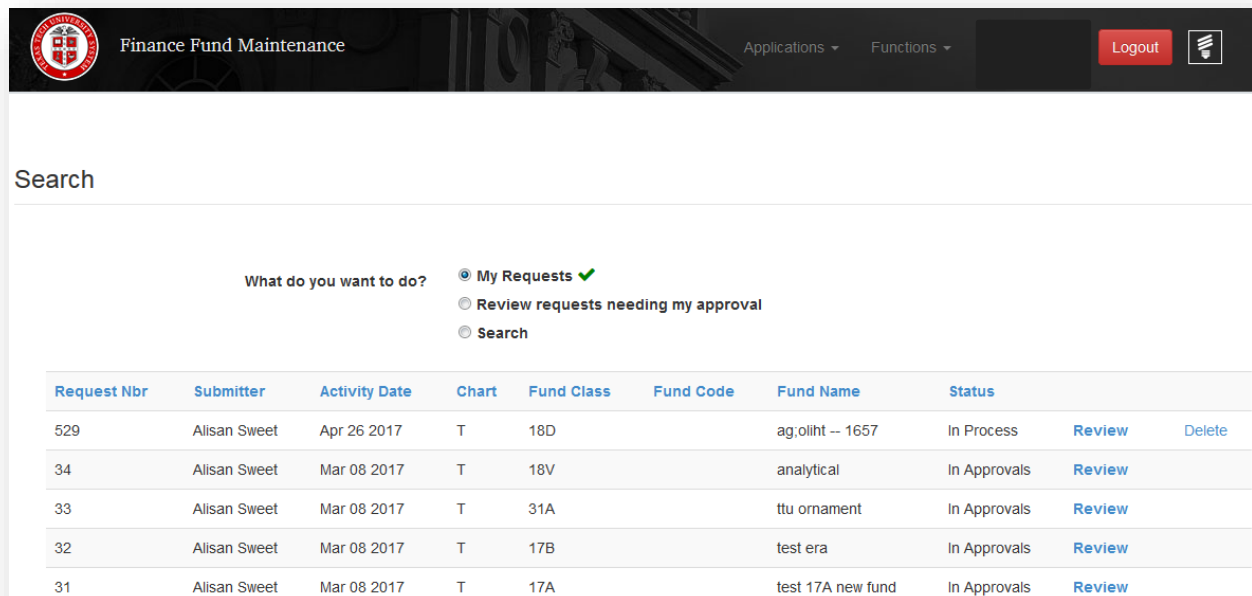 TEXAS TECH UNIVERSITY SYSTEM
Finance Fund Maintenance Applications Functions Logout
Search
What do you want to do? My Requests
Review requests needing my approval
Search
Request Nbr Submitter Activity Date Chart Fund Class Fund Code Fund Name Status
529 Alisan Sweet Apr 26 2017 T 18D ag;oliht -- 1657 In Process Review Delete
34 Alisan Sweet Mar 08 2017 T 18V analytical In Approvals Review
33 Alisan Sweet Mar 08 2017 T 31A ttu ornament In Approvals Review
32 Alisan Sweet Mar 08 2017 T 17B test era In Approvals Review
31 Alisan Sweet Mar 08 2017 T 17A test 17A new fund In Approvals Review